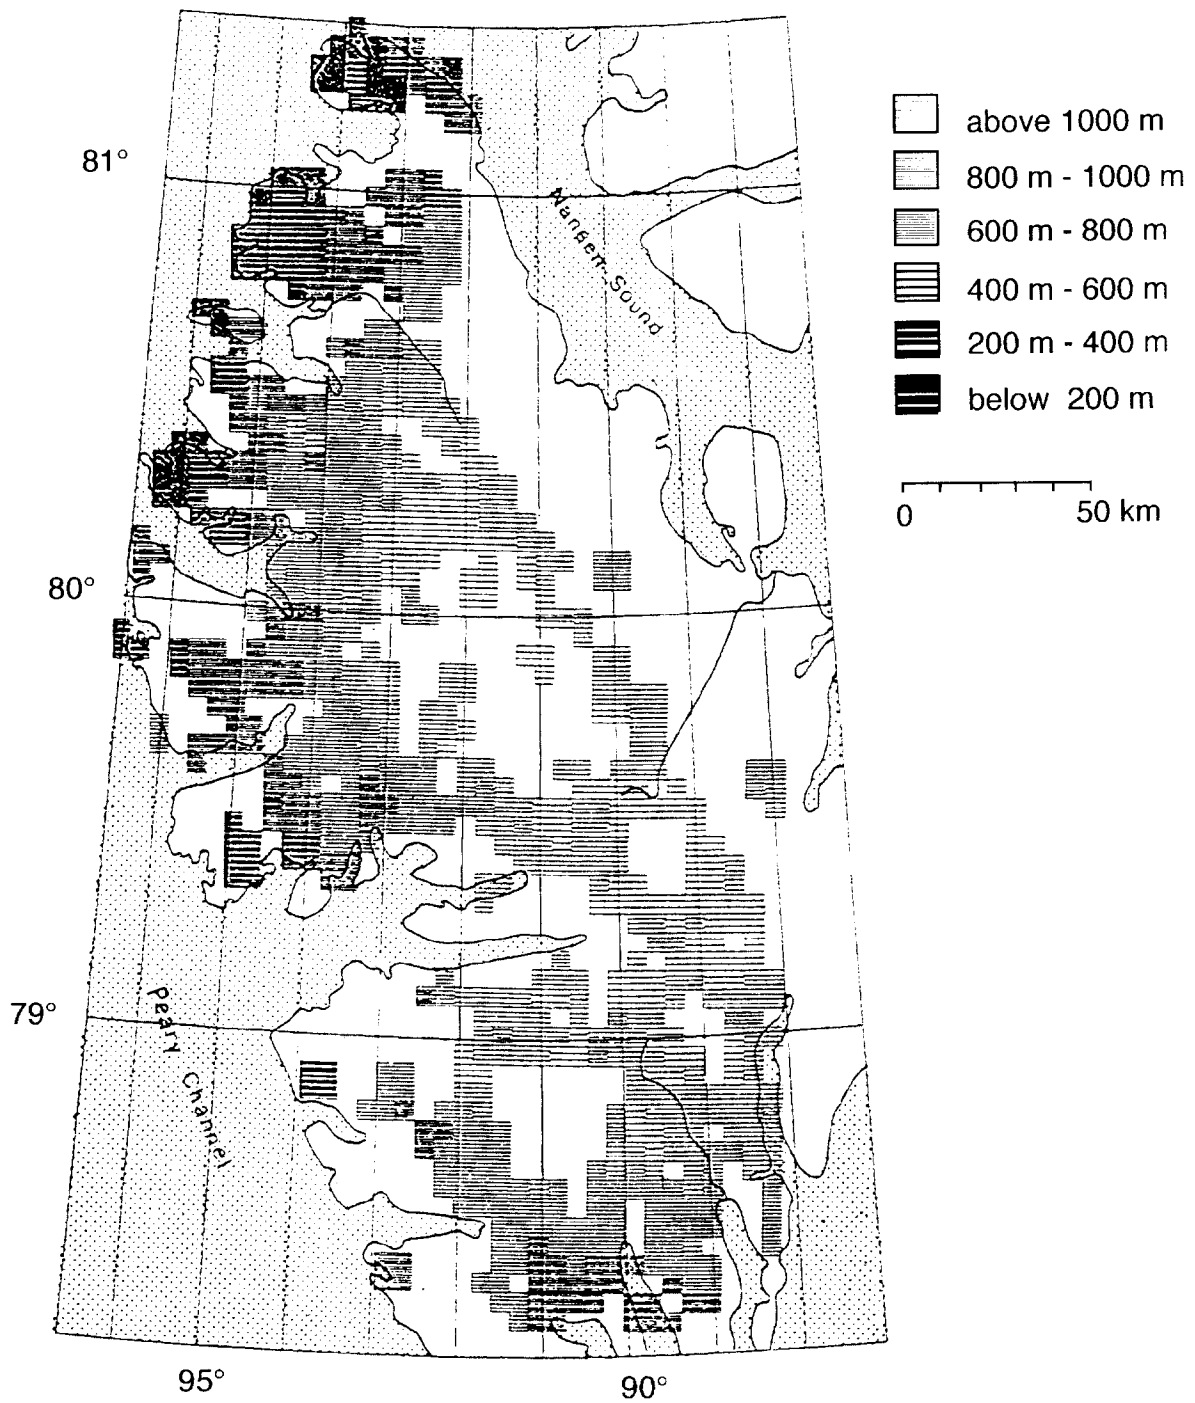 above 1000 m
800 m - 1000 m
600 m - 800 m
400 m - 600 m
200 m - 400 m
below 200 m
0 50 km
81°
80°
79°
Nansen Sound
Peary Channel
95° 90°